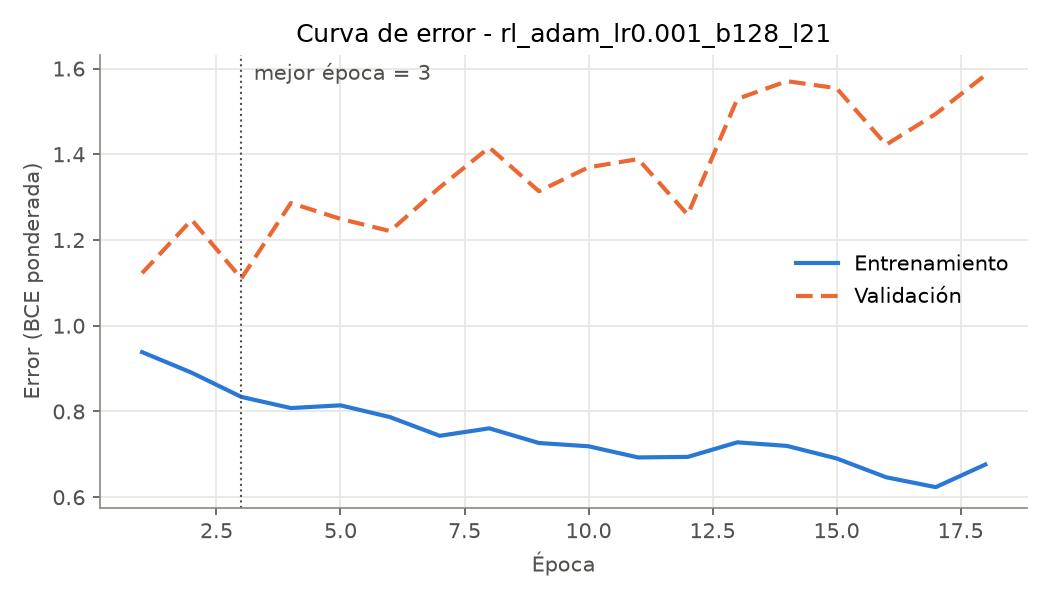 Curva de error - rl_adam_lr0.001_b128_l21
mejor época = 3
Error (BCE ponderada)
1.6
1.4
1.2
1.0
0.8
0.6
Entrenamiento
Validación
2.5 5.0 7.5 10.0 12.5 15.0 17.5
Época